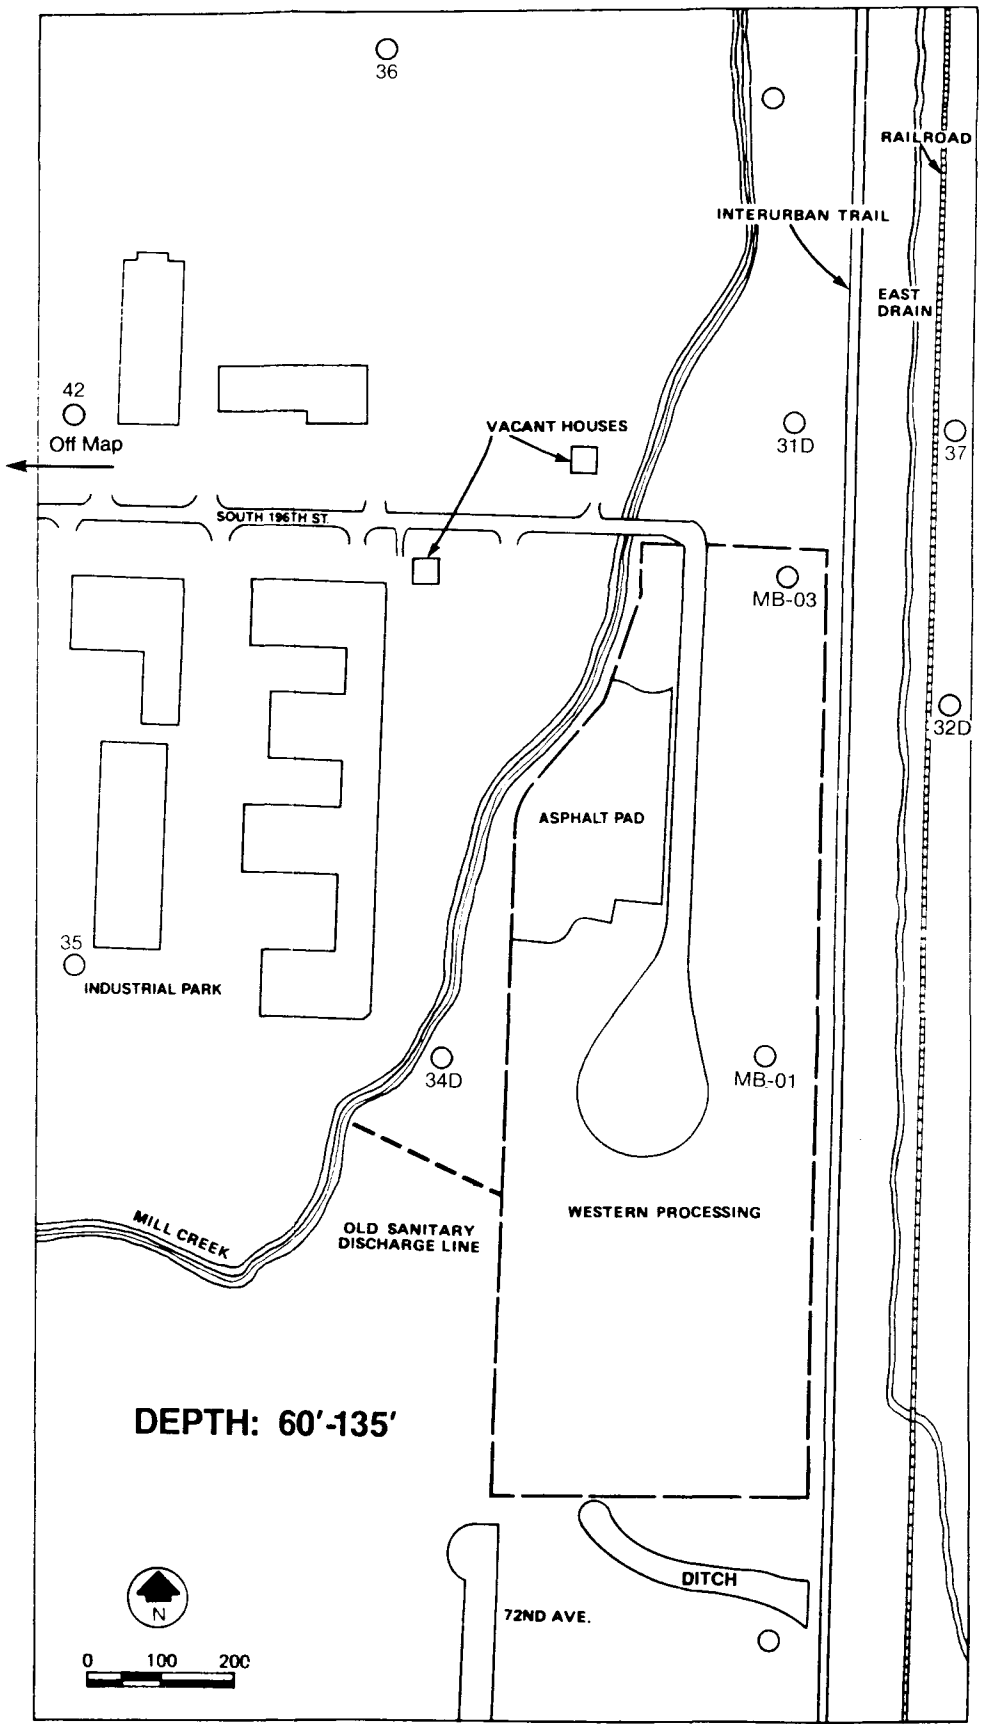 36
RAILROAD
INTERURBAN TRAIL
EAST
DRAIN
42
Off Map
VACANT HOUSES
31D
37
SOUTH 196TH ST.
MB-03
32D
ASPHALT PAD
35
INDUSTRIAL PARK
34D
MB-01
MILL CREEK
OLD SANITARY
DISCHARGE LINE
WESTERN PROCESSING
DEPTH: 60'-135'
DITCH
N
72ND AVE.
0 100 200